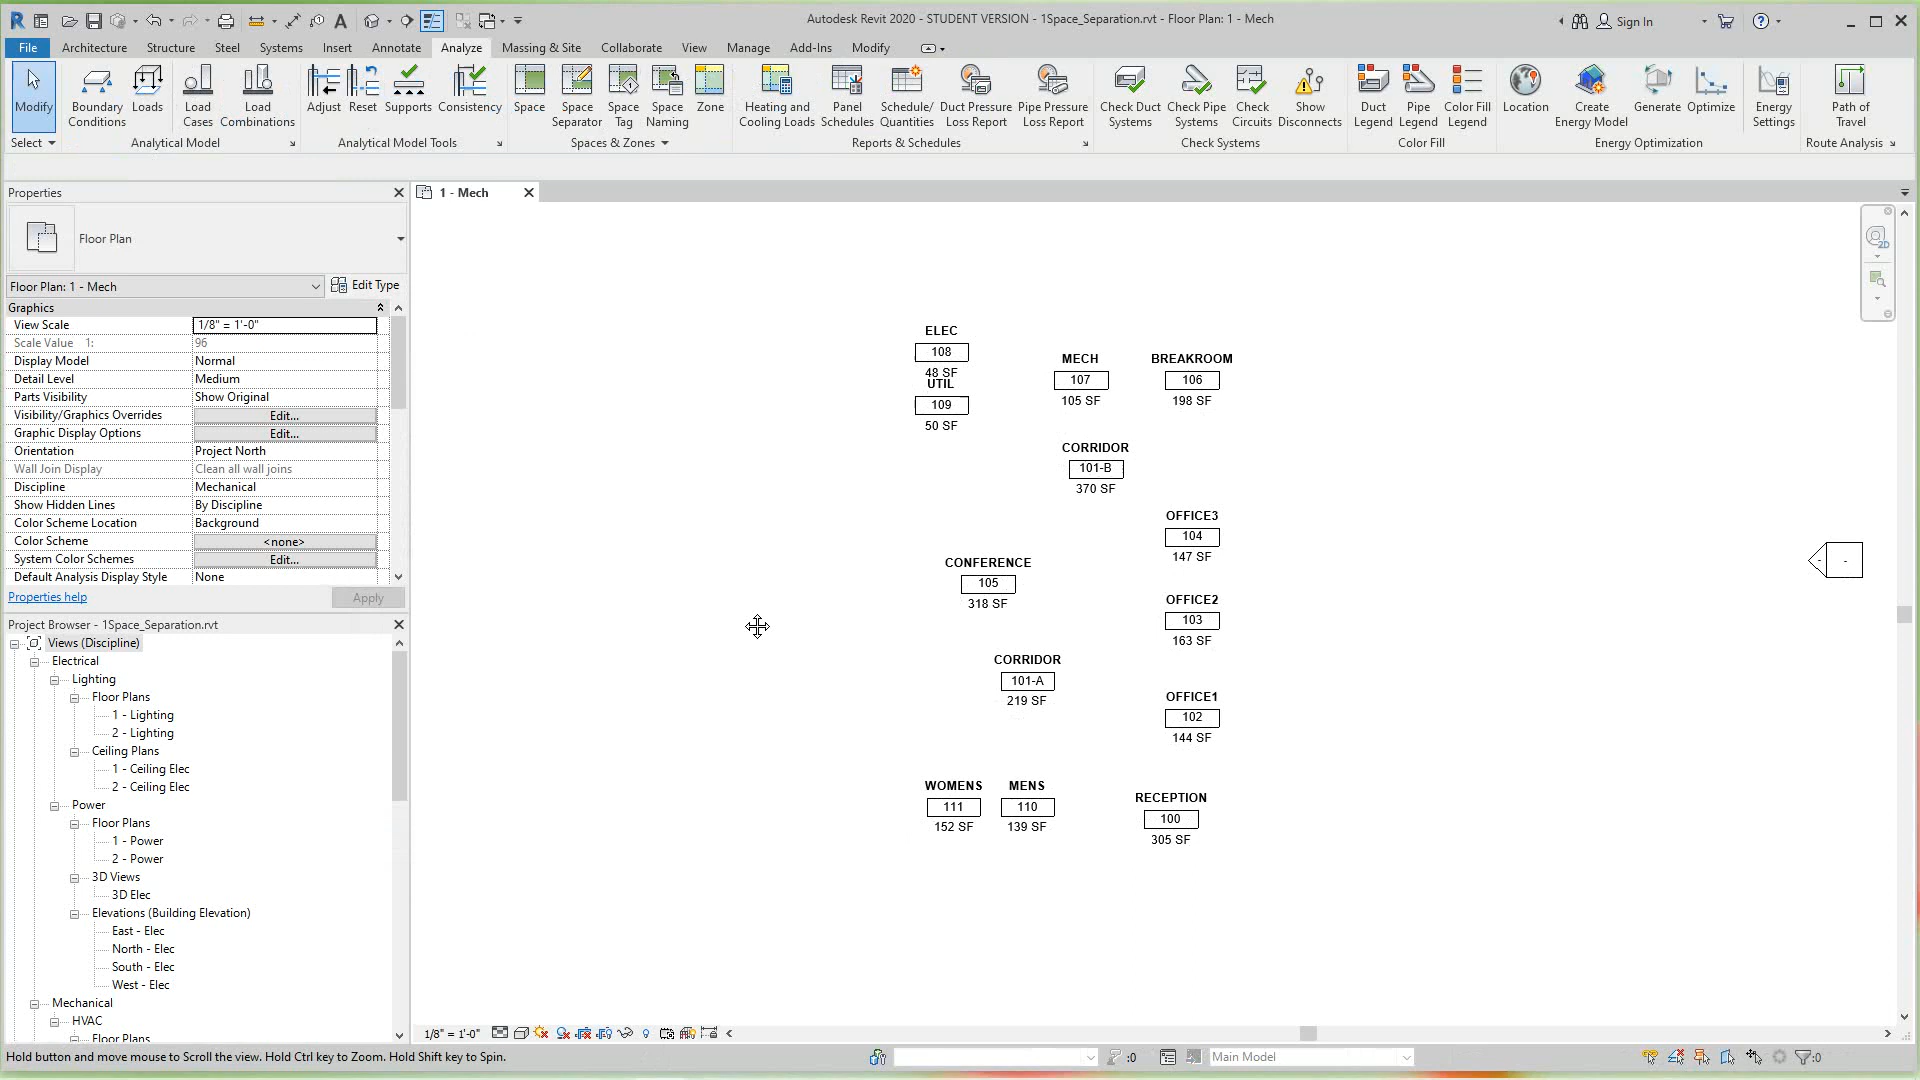 Autodesk Revit 2020 - STUDENT VERSION - 1Space_Separation.rvt - Floor Plan: 1 - Mech
Sign In
File Architecture Structure Steel Systems Insert Annotate Analyze Massing & Site Collaborate View Manage Add-Ins Modify
Modify
Boundary Conditions
Loads
Load Cases
Load Combinations
Adjust
Reset
Supports
Consistency
Space
Space Separator
Space Tag
Space Naming
Zone
Heating and Cooling Loads
Panel Schedules
Schedule/ Quantities
Duct Pressure Loss Report
Pipe Pressure Loss Report
Check Duct Systems
Check Pipe Systems
Check Circuits
Show Disconnects
Duct Legend
Pipe Legend
Color Fill Legend
Location
Create Energy Model
Generate
Optimize
Energy Settings
Path of Travel
Select
Analytical Model
Analytical Model Tools
Spaces & Zones
Reports & Schedules
Check Systems
Color Fill
Energy Optimization
Route Analysis
Properties
Floor Plan
Floor Plan: 1 - Mech
Edit Type
Graphics
View Scale 1/8" = 1'-0"
Scale Value 1: 96
Display Model Normal
Detail Level Medium
Parts Visibility Show Original
Visibility/Graphics Overrides Edit...
Graphic Display Options Edit...
Orientation Project North
Wall Join Display Clean all wall joins
Discipline Mechanical
Show Hidden Lines By Discipline
Color Scheme Location Background
Color Scheme <none>
System Color Schemes Edit...
Default Analysis Display Style None
Properties help
Apply
Project Browser - 1Space_Separation.rvt
Views (Discipline)
Electrical
Lighting
Floor Plans
1 - Lighting
2 - Lighting
Ceiling Plans
1 - Ceiling Elec
2 - Ceiling Elec
Power
Floor Plans
1 - Power
2 - Power
3D Views
3D Elec
Elevations (Building Elevation)
East - Elec
North - Elec
South - Elec
West - Elec
Mechanical
HVAC
Floor Plans
1 - Mech
2D
ELEC
108
48 SF
UTIL
109
50 SF
MECH
107
105 SF
BREAKROOM
106
198 SF
CORRIDOR
101-B
370 SF
OFFICE3
104
147 SF
CONFERENCE
105
318 SF
OFFICE2
103
163 SF
CORRIDOR
101-A
219 SF
OFFICE1
102
144 SF
WOMENS
111
152 SF
MENS
110
139 SF
RECEPTION
100
305 SF
1/8" = 1'-0"
Hold button and move mouse to Scroll the view. Hold Ctrl key to Zoom. Hold Shift key to Spin.
:0
Main Model
:0